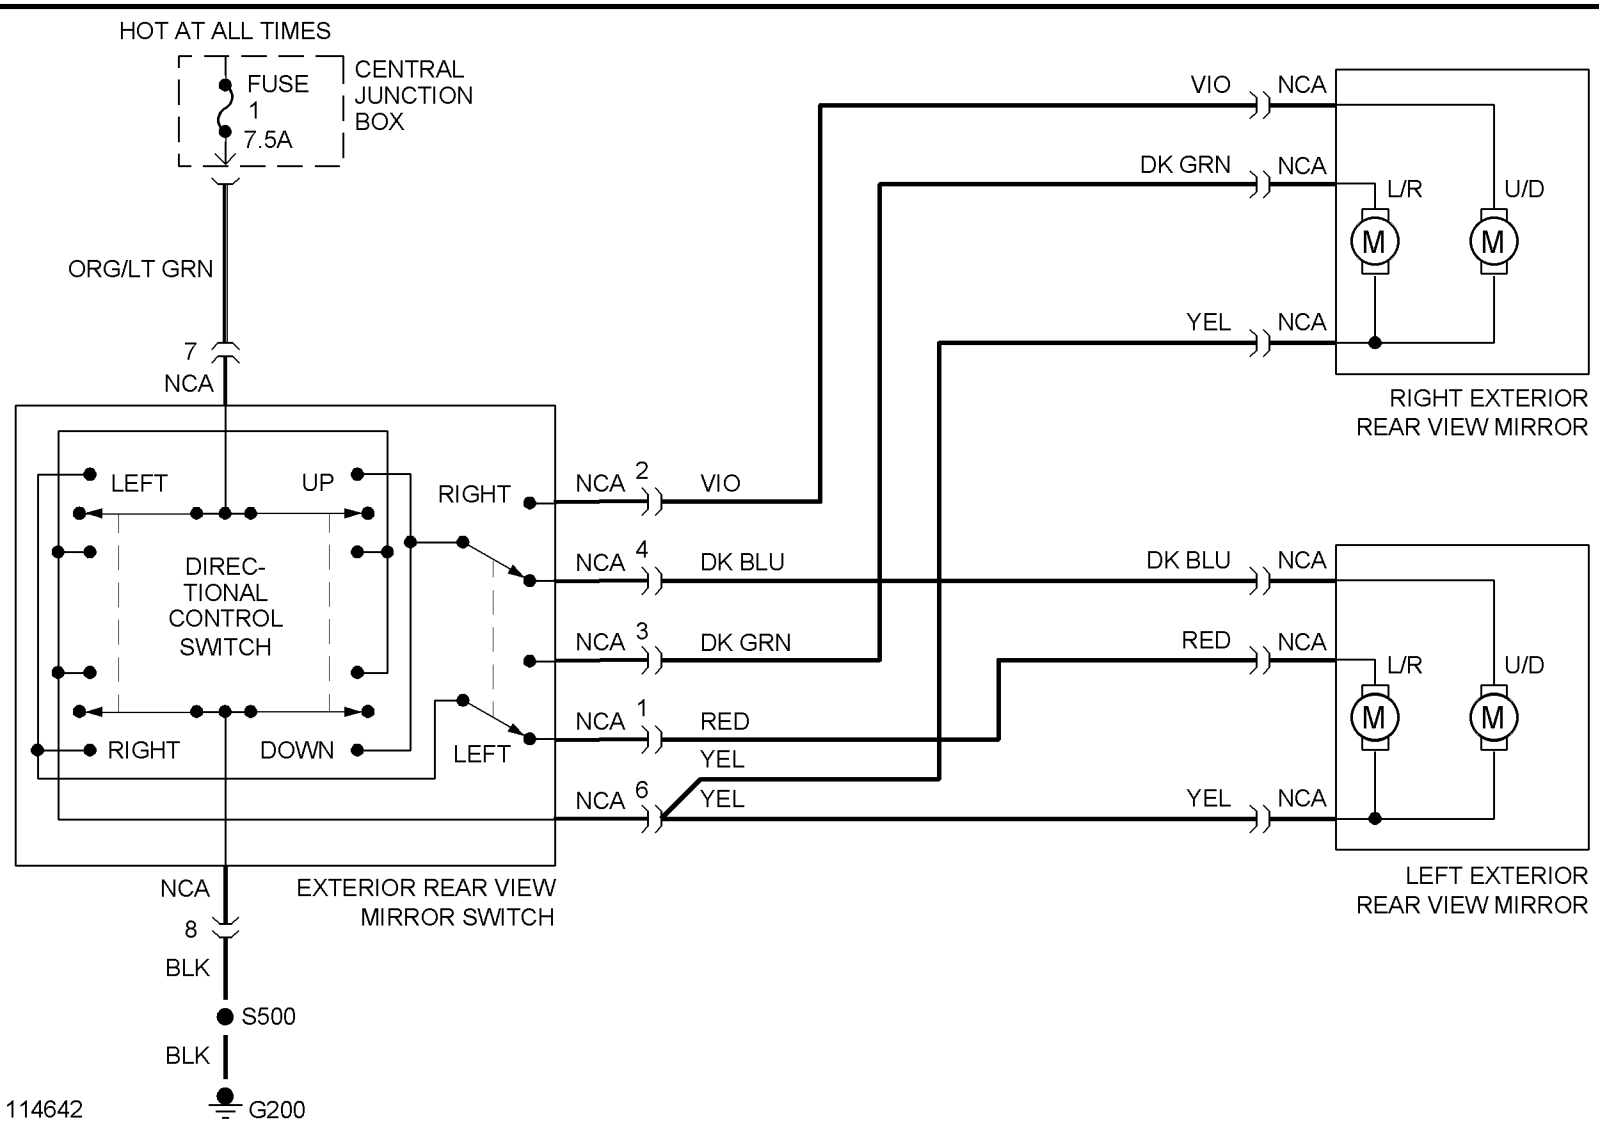 HOT AT ALL TIMES
FUSE
1
7.5A
CENTRAL
JUNCTION
BOX
ORG/LT GRN
7
NCA
LEFT
UP
RIGHT
DIREC-
TIONAL
CONTROL
SWITCH
RIGHT
DOWN
LEFT
NCA 2 VIO
NCA 4 DK BLU
NCA 3 DK GRN
NCA 1 RED
YEL
NCA 6 YEL
EXTERIOR REAR VIEW
MIRROR SWITCH
NCA
8
BLK
S500
BLK
G200
114642
VIO NCA
DK GRN NCA
L/R U/D
M M
YEL NCA
RIGHT EXTERIOR
REAR VIEW MIRROR
DK BLU NCA
RED NCA
L/R U/D
M M
YEL NCA
LEFT EXTERIOR
REAR VIEW MIRROR